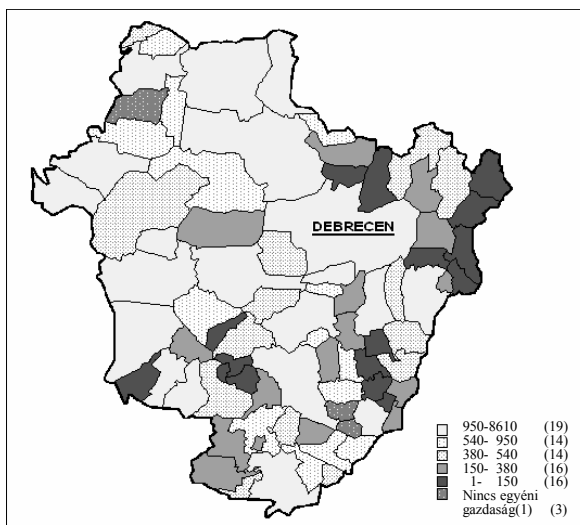 DEBRECEN
950-8610 (19)
540- 950 (14)
380- 540 (14)
150- 380 (16)
1- 150 (16)
Nincs egyéni
gazdaság(1) (3)